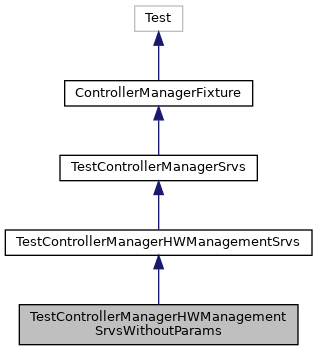 Test
ControllerManagerFixture
TestControllerManagerSrvs
TestControllerManagerHWManagementSrvs
TestControllerManagerHWManagement
SrvsWithoutParams